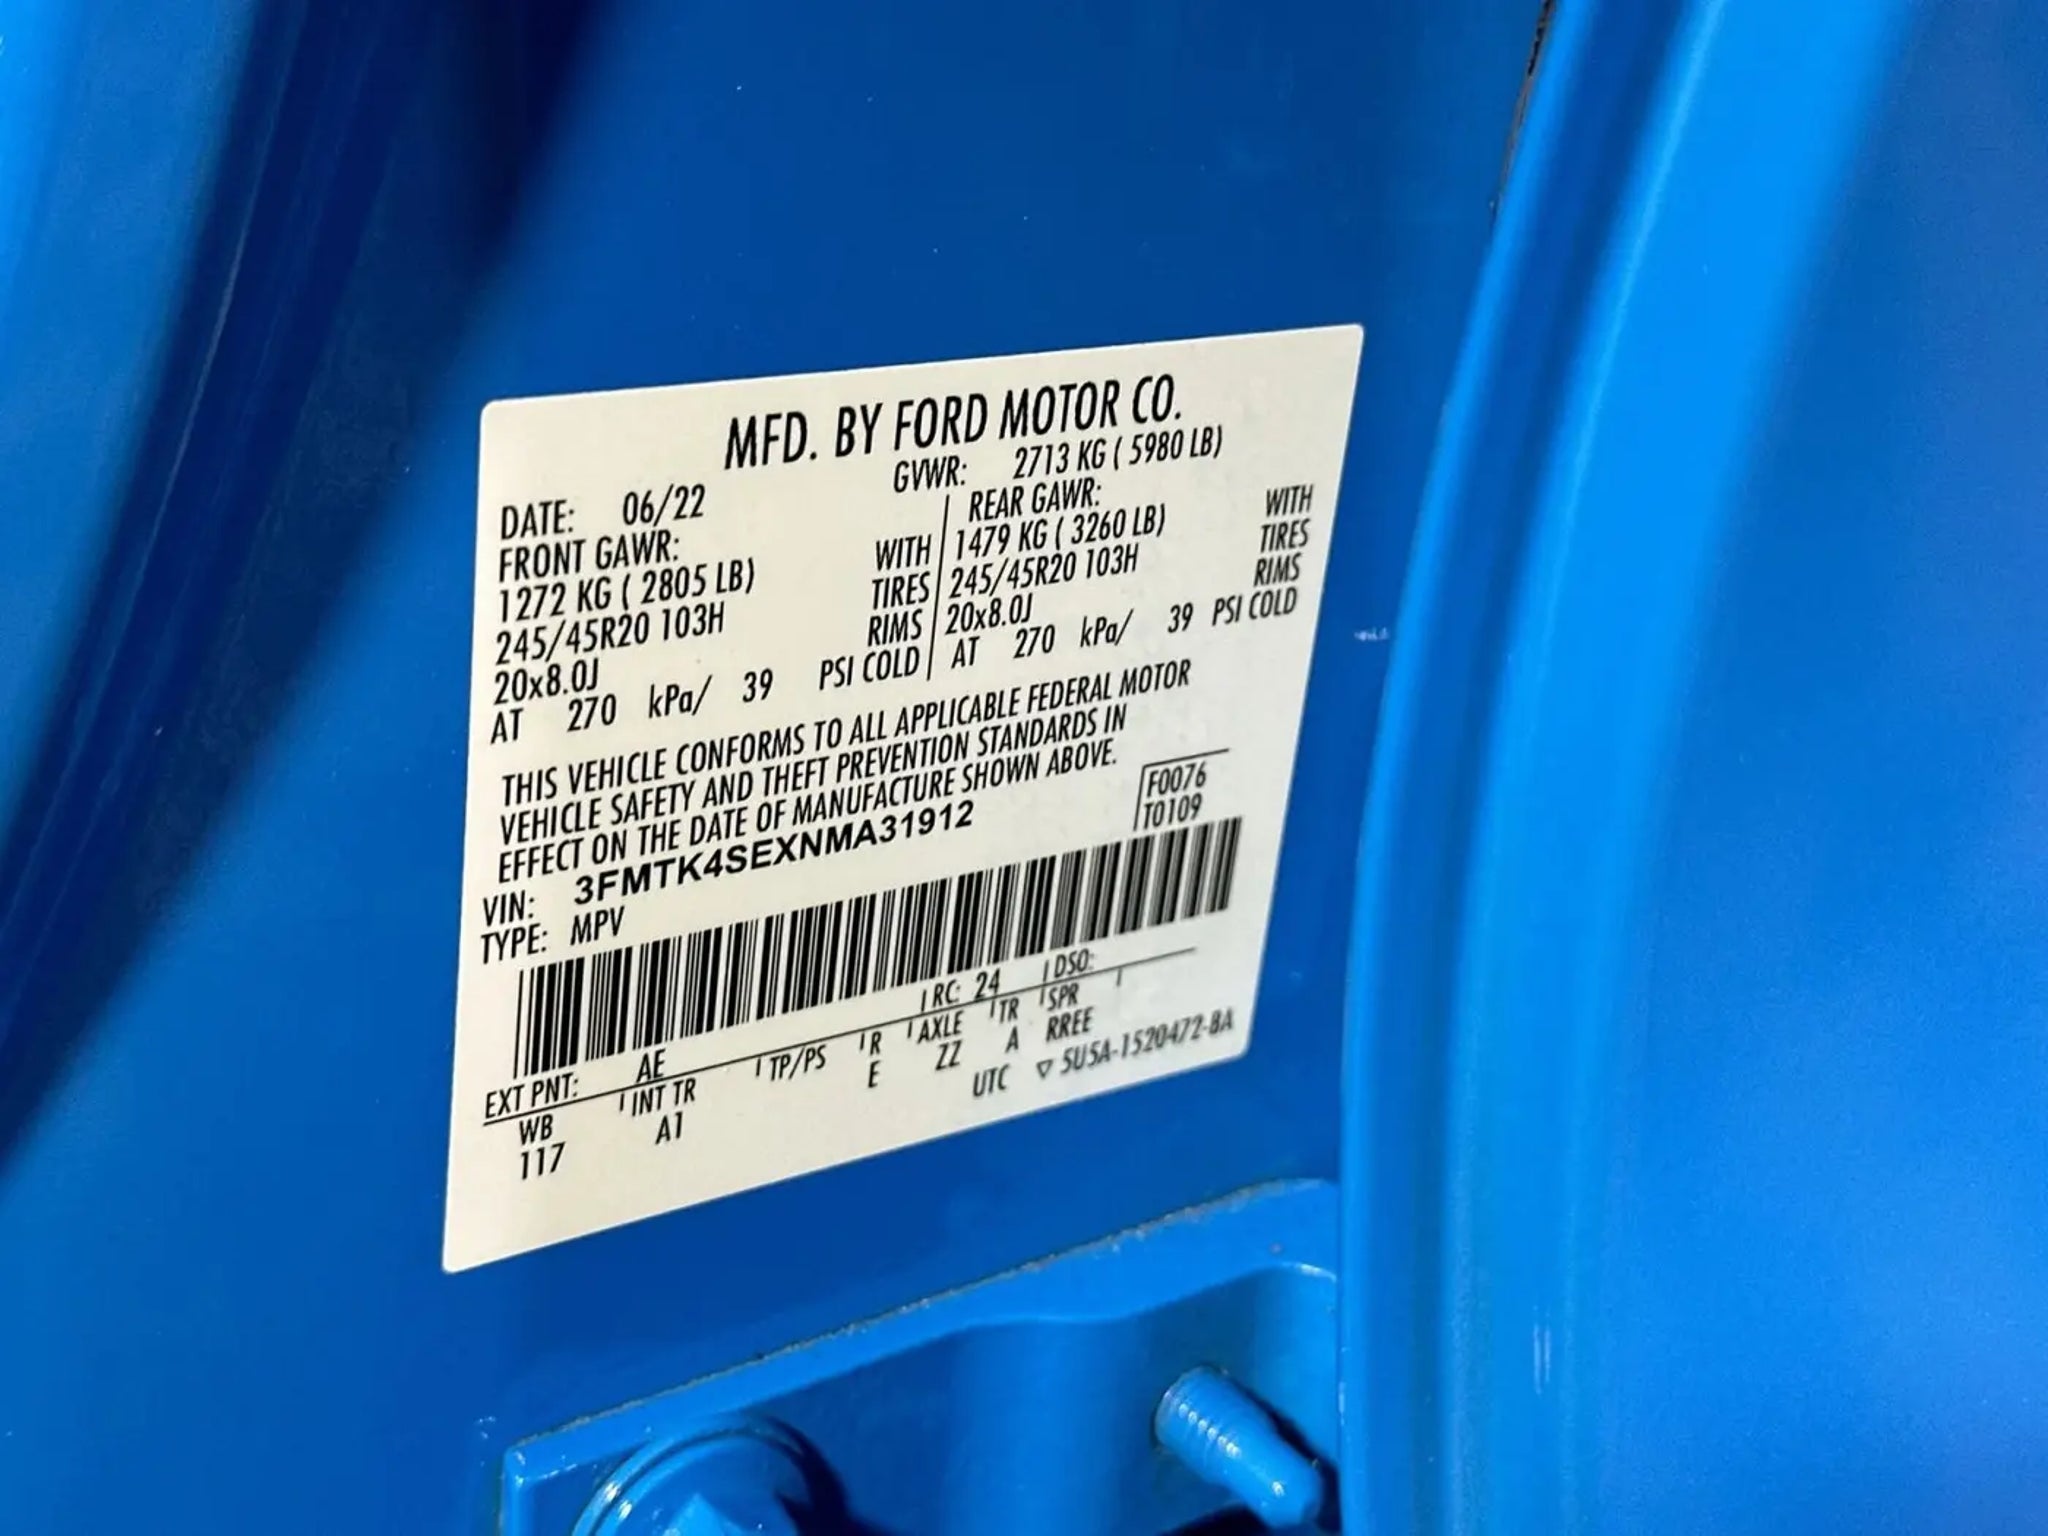 MFD. BY FORD MOTOR CO.
DATE: 06/22 GVWR: 2713 KG ( 5980 LB)
FRONT GAWR: REAR GAWR:
1272 KG ( 2805 LB) WITH 1479 KG ( 3260 LB) WITH
245/45R20 103H TIRES 245/45R20 103H TIRES
20x8.0J RIMS 20x8.0J RIMS
AT 270 kPa/ 39 PSI COLD AT 270 kPa/ 39 PSI COLD
THIS VEHICLE CONFORMS TO ALL APPLICABLE FEDERAL MOTOR
VEHICLE SAFETY AND THEFT PREVENTION STANDARDS IN
EFFECT ON THE DATE OF MANUFACTURE SHOWN ABOVE.
VIN: 3FMTK4SEXNMA31912 F0076
TYPE: MPV T0109
EXT PNT: AE RC: 24 DSO:
WB INT TR TP/PS R AXLE TR SPR
117 A1 E ZZ A RREE
UTC ▽ 5U5A-1520472-BA